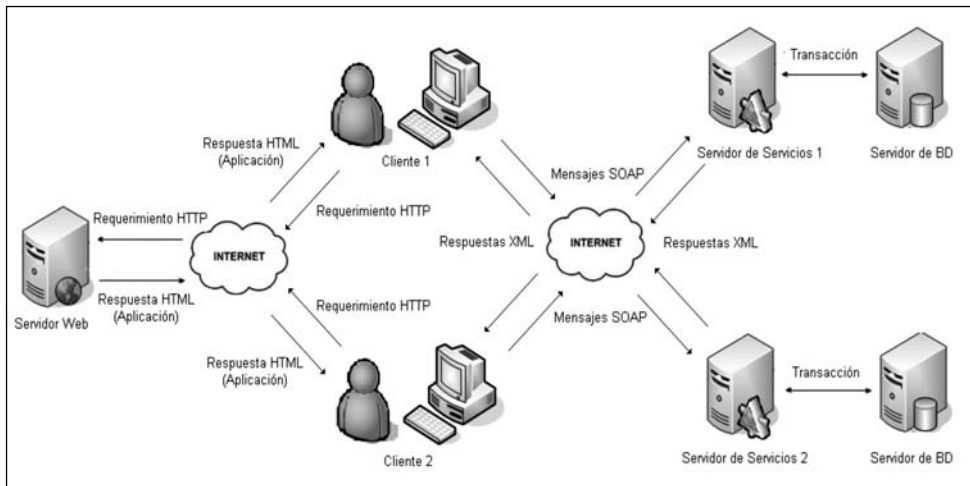 Transacción
Servidor de Servicios 1
Servidor de BD
Respuesta HTML
(Aplicación)
Cliente 1
Mensajes SOAP
Requerimiento HTTP
Requerimiento HTTP
INTERNET
Respuestas XML
INTERNET
Respuestas XML
Respuesta HTML
(Aplicación)
Servidor Web
Requerimiento HTTP
Mensajes SOAP
Respuesta HTML
(Aplicación)
Transacción
Cliente 2
Servidor de Servicios 2
Servidor de BD